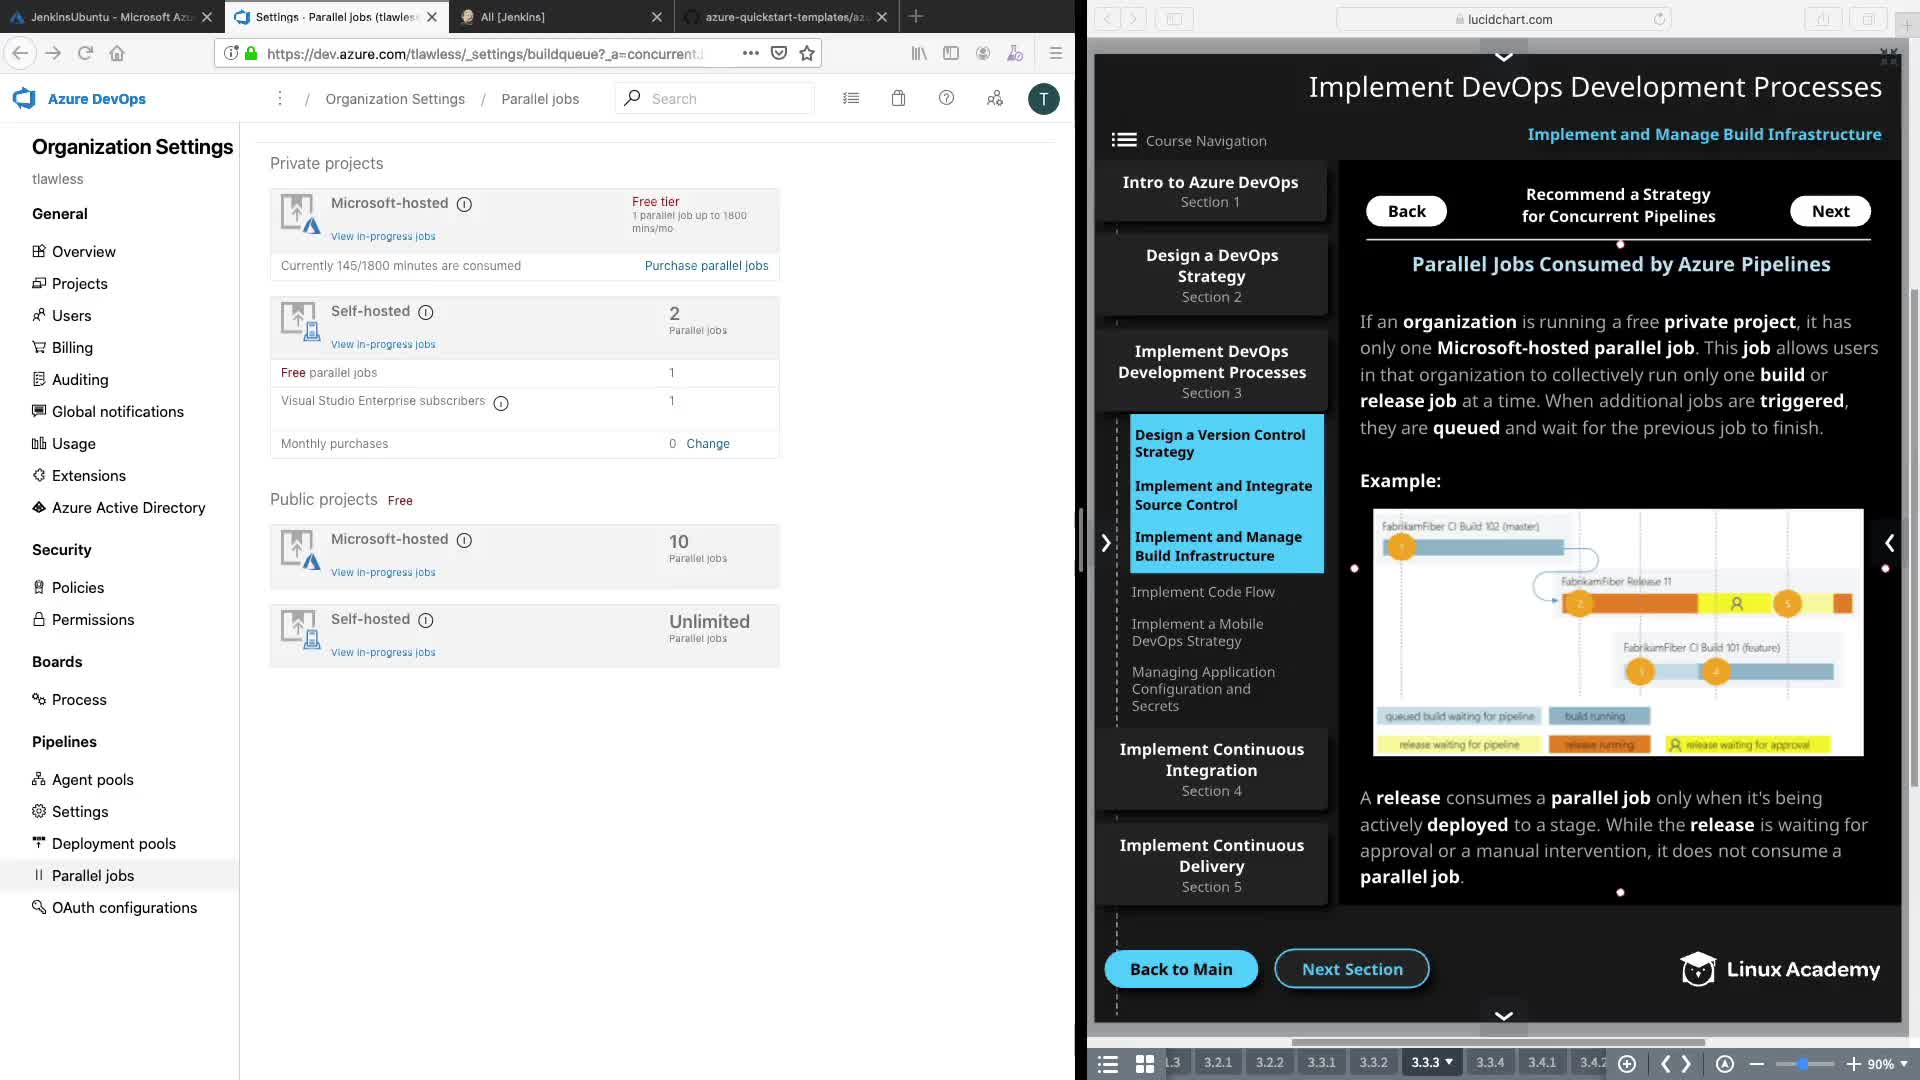 JenkinsUbuntu - Microsoft Azu
Settings · Parallel jobs (tlawless
All [Jenkins]
azure-quickstart-templates/az
https://dev.azure.com/tlawless/_settings/buildqueue?_a=concurrent
Azure DevOps
/ Organization Settings / Parallel jobs
Search
T
Organization Settings
tlawless
General
Overview
Projects
Users
Billing
Auditing
Global notifications
Usage
Extensions
Azure Active Directory
Security
Policies
Permissions
Boards
Process
Pipelines
Agent pools
Settings
Deployment pools
Parallel jobs
OAuth configurations
Private projects
Microsoft-hosted
View in-progress jobs
Free tier
1 parallel job up to 1800
mins/mo
Currently 145/1800 minutes are consumed
Purchase parallel jobs
Self-hosted
View in-progress jobs
2
Parallel jobs
Free parallel jobs 1
Visual Studio Enterprise subscribers 1
Monthly purchases 0 Change
Public projects Free
Microsoft-hosted
View in-progress jobs
10
Parallel jobs
Self-hosted
View in-progress jobs
Unlimited
Parallel jobs
lucidchart.com
Implement DevOps Development Processes
Implement and Manage Build Infrastructure
Course Navigation
Intro to Azure DevOps
Section 1
Design a DevOps
Strategy
Section 2
Implement DevOps
Development Processes
Section 3
Design a Version Control
Strategy
Implement and Integrate
Source Control
Implement and Manage
Build Infrastructure
Implement Code Flow
Implement a Mobile
DevOps Strategy
Managing Application
Configuration and
Secrets
Implement Continuous
Integration
Section 4
Implement Continuous
Delivery
Section 5
Back to Main
Next Section
Back
Recommend a Strategy
for Concurrent Pipelines
Next
Parallel Jobs Consumed by Azure Pipelines
If an organization is running a free private project, it has
only one Microsoft-hosted parallel job. This job allows users
in that organization to collectively run only one build or
release job at a time. When additional jobs are triggered,
they are queued and wait for the previous job to finish.
Example:
FabrikamFiber CI Build 102 (master)
1
FabrikamFiber Release 11
2
5
FabrikamFiber CI Build 101 (feature)
3
4
queued build waiting for pipeline
build running
release waiting for pipeline
release running
release waiting for approval
A release consumes a parallel job only when it's being
actively deployed to a stage. While the release is waiting for
approval or a manual intervention, it does not consume a
parallel job.
Linux Academy
1.3 3.2.1 3.2.2 3.3.1 3.3.2 3.3.3 3.3.4 3.4.1 3.4.2
90%